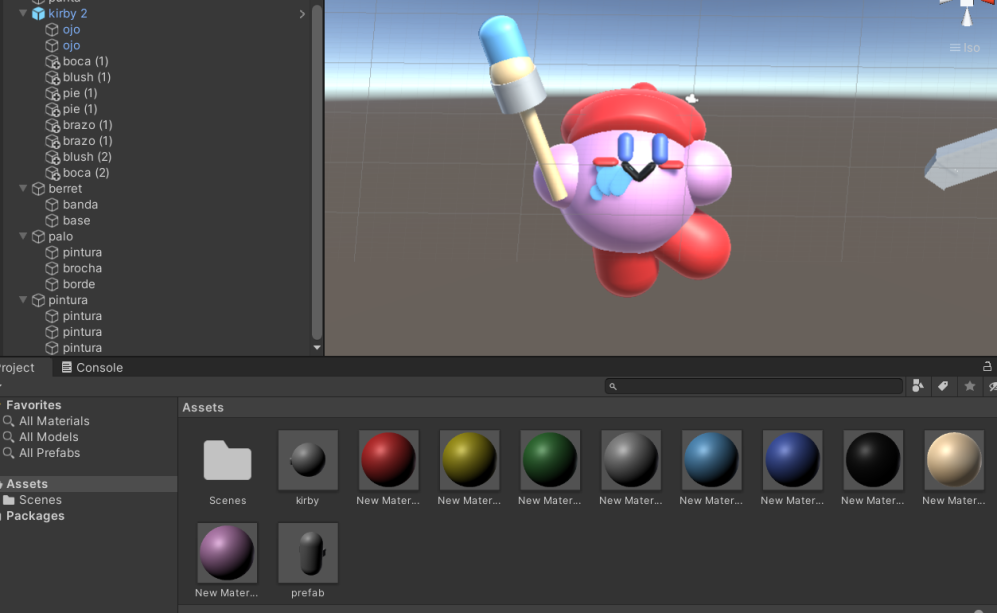 kirby 2
ojo
ojo
boca (1)
blush (1)
pie (1)
pie (1)
brazo (1)
brazo (1)
blush (2)
boca (2)
berret
banda
base
palo
pintura
brocha
borde
pintura
pintura
pintura
pintura
Iso
roject
Console
Favorites
All Materials
All Models
All Prefabs
Assets
Scenes
Packages
Assets
Scenes
kirby
New Mater...
New Mater...
New Mater...
New Mater...
New Mater...
New Mater...
New Mater...
New Mater...
New Mater...
prefab